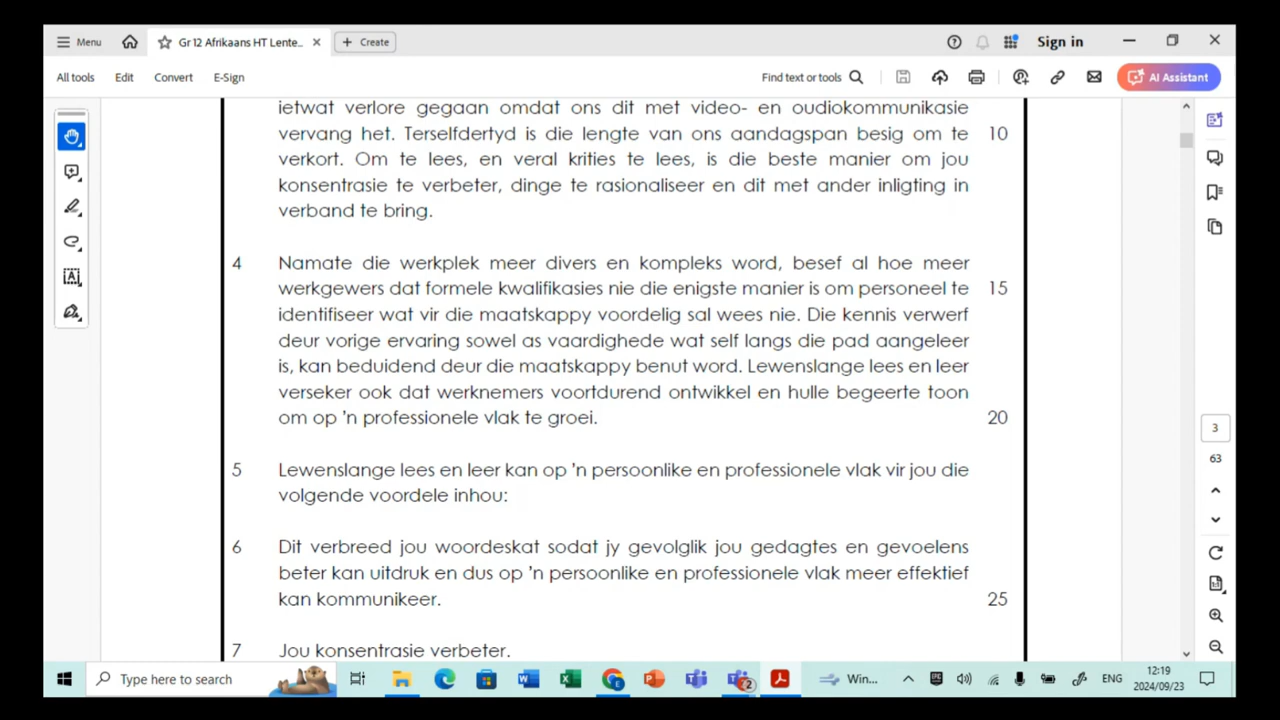 Menu
Gr 12 Afrikaans HT Lente...
Create
Sign in
All tools Edit Convert E-Sign
Find text or tools
AI Assistant
ietwat verlore gegaan omdat ons dit met video- en oudiokommunikasie
vervang het. Terselfdertyd is die lengte van ons aandagspan besig om te 10
verkort. Om te lees, en veral krities te lees, is die beste manier om jou
konsentrasie te verbeter, dinge te rasionaliseer en dit met ander inligting in
verband te bring.
4 Namate die werkplek meer divers en kompleks word, besef al hoe meer
werkgewers dat formele kwalifikasies nie die enigste manier is om personeel te 15
identifiseer wat vir die maatskappy voordelig sal wees nie. Die kennis verwerf
deur vorige ervaring sowel as vaardighede wat self langs die pad aangeleer
is, kan beduidend deur die maatskappy benut word. Lewenslange lees en leer
verseker ook dat werknemers voortdurend ontwikkel en hulle begeerte toon
om op 'n professionele vlak te groei. 20
5 Lewenslange lees en leer kan op 'n persoonlike en professionele vlak vir jou die
volgende voordele inhou:
6 Dit verbreed jou woordeskat sodat jy gevolglik jou gedagtes en gevoelens
beter kan uitdruk en dus op 'n persoonlike en professionele vlak meer effektief
kan kommunikeer. 25
7 Jou konsentrasie verbeter.
3
63
Type here to search
Win...
ENG
12:19
2024/09/23